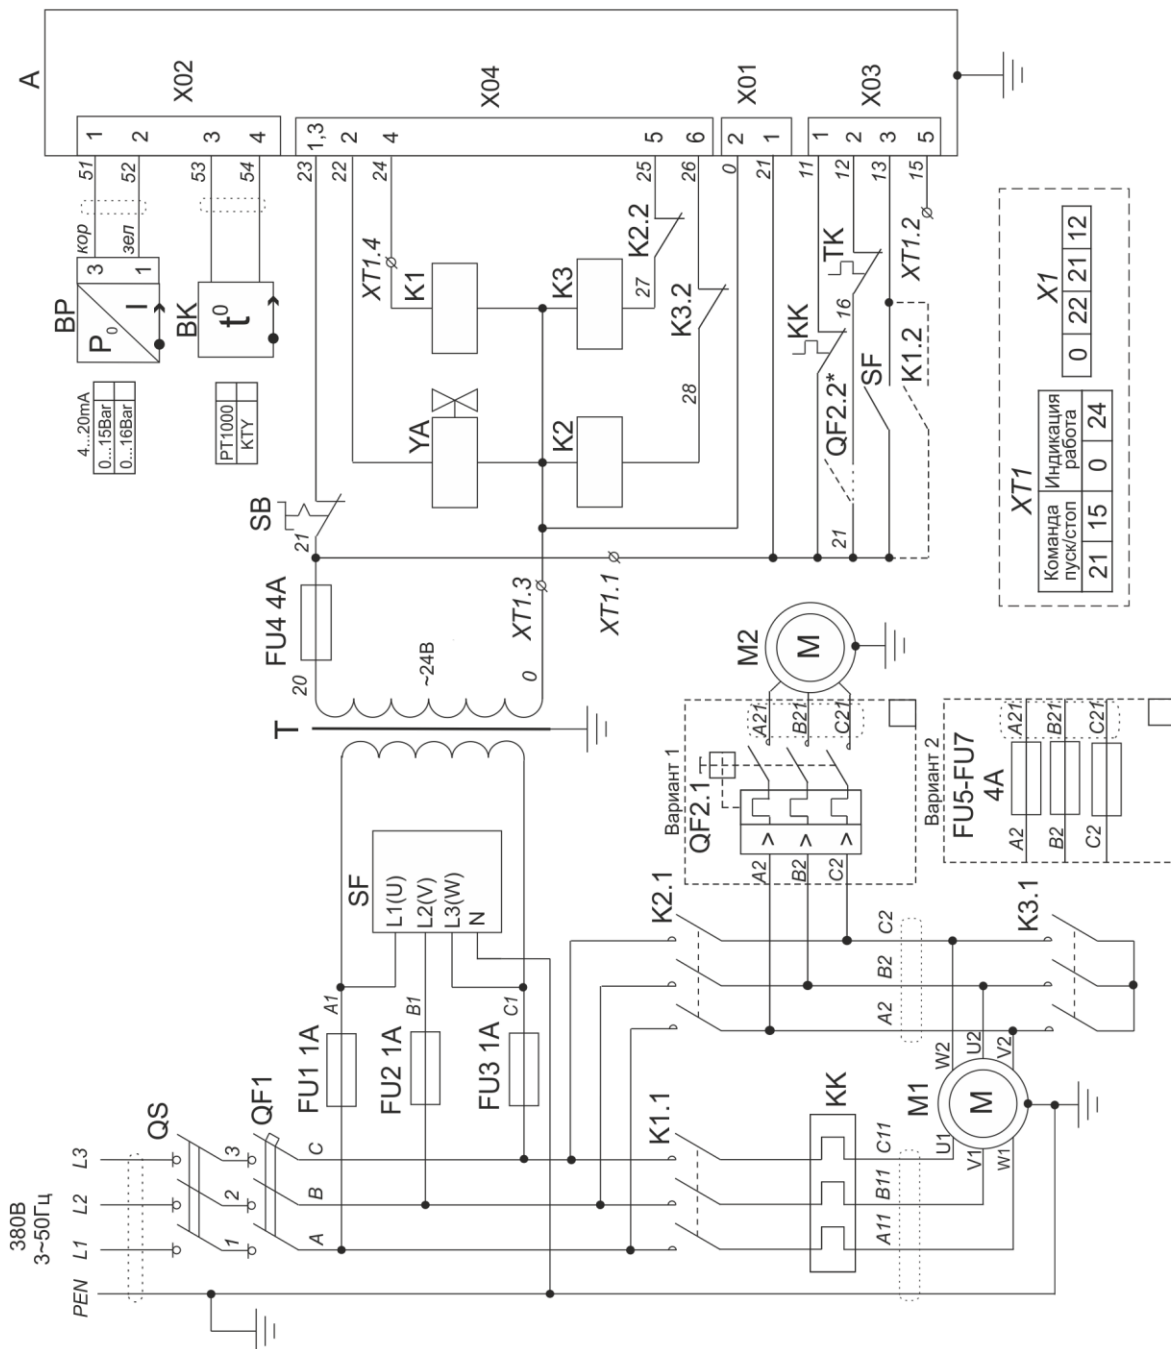 380В
3~50Гц
PEN
L1
L2
L3
QS
1
2
3
QF1
A
B
C
FU1 1A
A1
FU2 1A
B1
FU3 1A
C1
SF
L1(U)
L2(V)
L3(W)
N
T
~24В
20
0
FU4 4A
21
SB
XT1.3
XT1.1
K1.1
KK
A11
B11
C11
M1
M
U1
V1
W1
W2
U2
V2
K2.1
A2
B2
C2
K3.1
Вариант 1
QF2.1
A2
B2
C2
A21
B21
C21
M2
M
Вариант 2
FU5-FU7
4A
A2
B2
C2
A21
B21
C21
4...20mA
0...15Bar
0...16Bar
BP
P0
I
3
1
кор
зел
51
52
PT1000
KTY
BK
t0
53
54
YA
K1
K2
K3
XT1.4
23
22
24
25
26
27
28
K2.2
K3.2
0
21
11
12
13
15
KK
TK
16
QF2.2*
21
SF
K1.2
XT1.2
A
X02
1
2
3
4
X04
1,3
2
4
5
6
X01
2
1
X03
1
2
3
5
XT1
Команда
пуск/стоп
Индикация
работа
21 15 0 24
X1
0 22 21 12